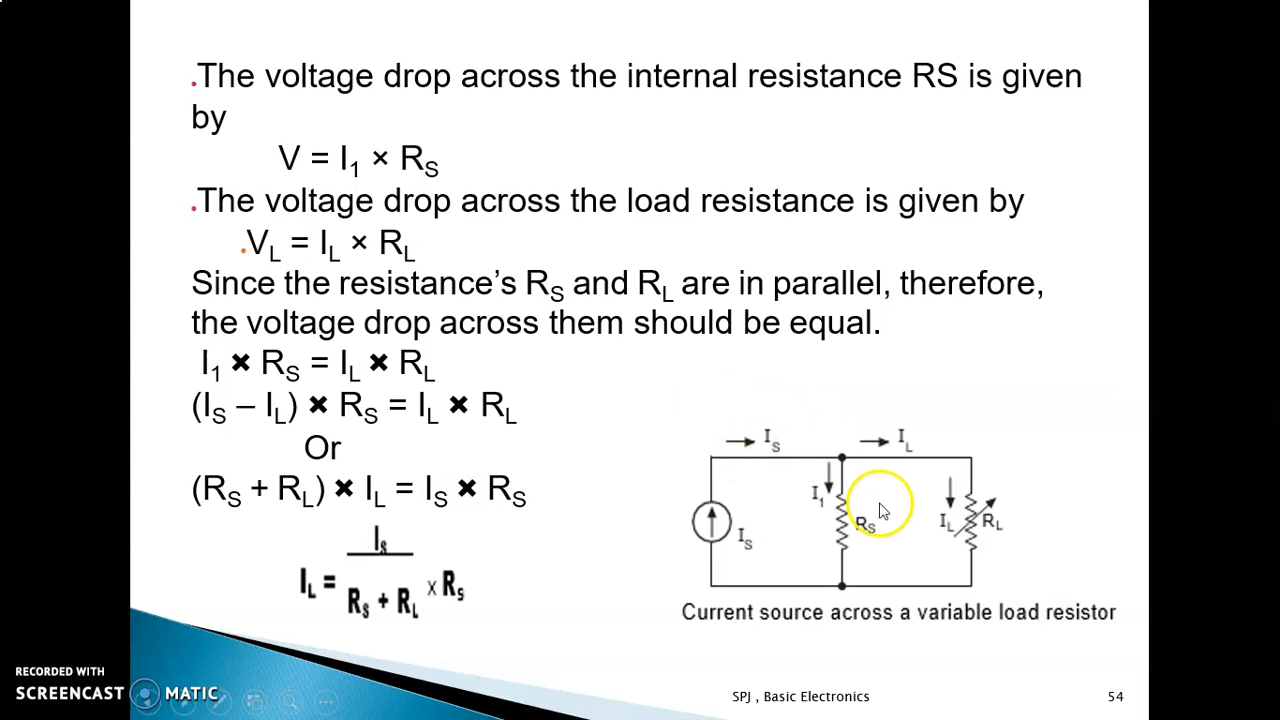 .The voltage drop across the internal resistance RS is given
by
V = I1 × RS
.The voltage drop across the load resistance is given by
.VL = IL × RL
Since the resistance's RS and RL are in parallel, therefore,
the voltage drop across them should be equal.
I1 ✖ RS = IL ✖ RL
(IS – IL) ✖ RS = IL ✖ RL
Or
(RS + RL) ✖ IL = IS ✖ RS
IS
IL = RS + RL x RS
IS
IL
I1
RS
IL
RL
IS
Current source across a variable load resistor
RECORDED WITH
SCREENCAST MATIC
SPJ , Basic Electronics
54